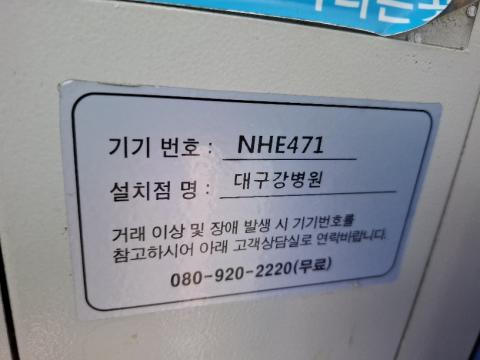 기기 번호 : NHE471
설치점 명 : 대구강병원
거래 이상 및 장애 발생 시 기기번호를
참고하시어 아래 고객상담실로 연락바랍니다.
080-920-2220(무료)